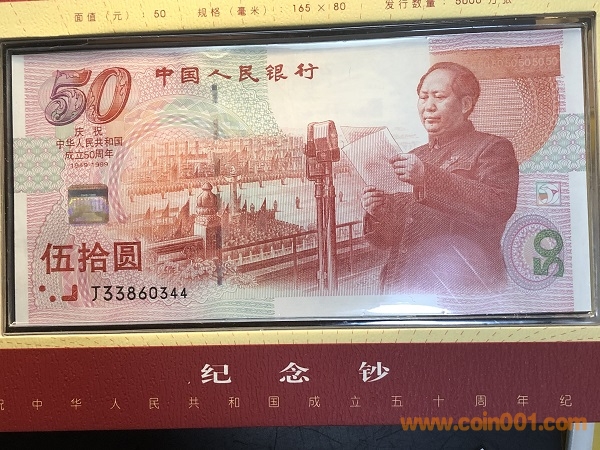 面值（元）：50 规格（毫米）：165 × 80 发行数量：5000 万张
50 中国人民银行
庆祝
中华人民共和国
成立50周年
1949-1999
伍拾圆
J33860344
50
纪念钞
祝中华人民共和国成立五十周年纪
www.coin001.com